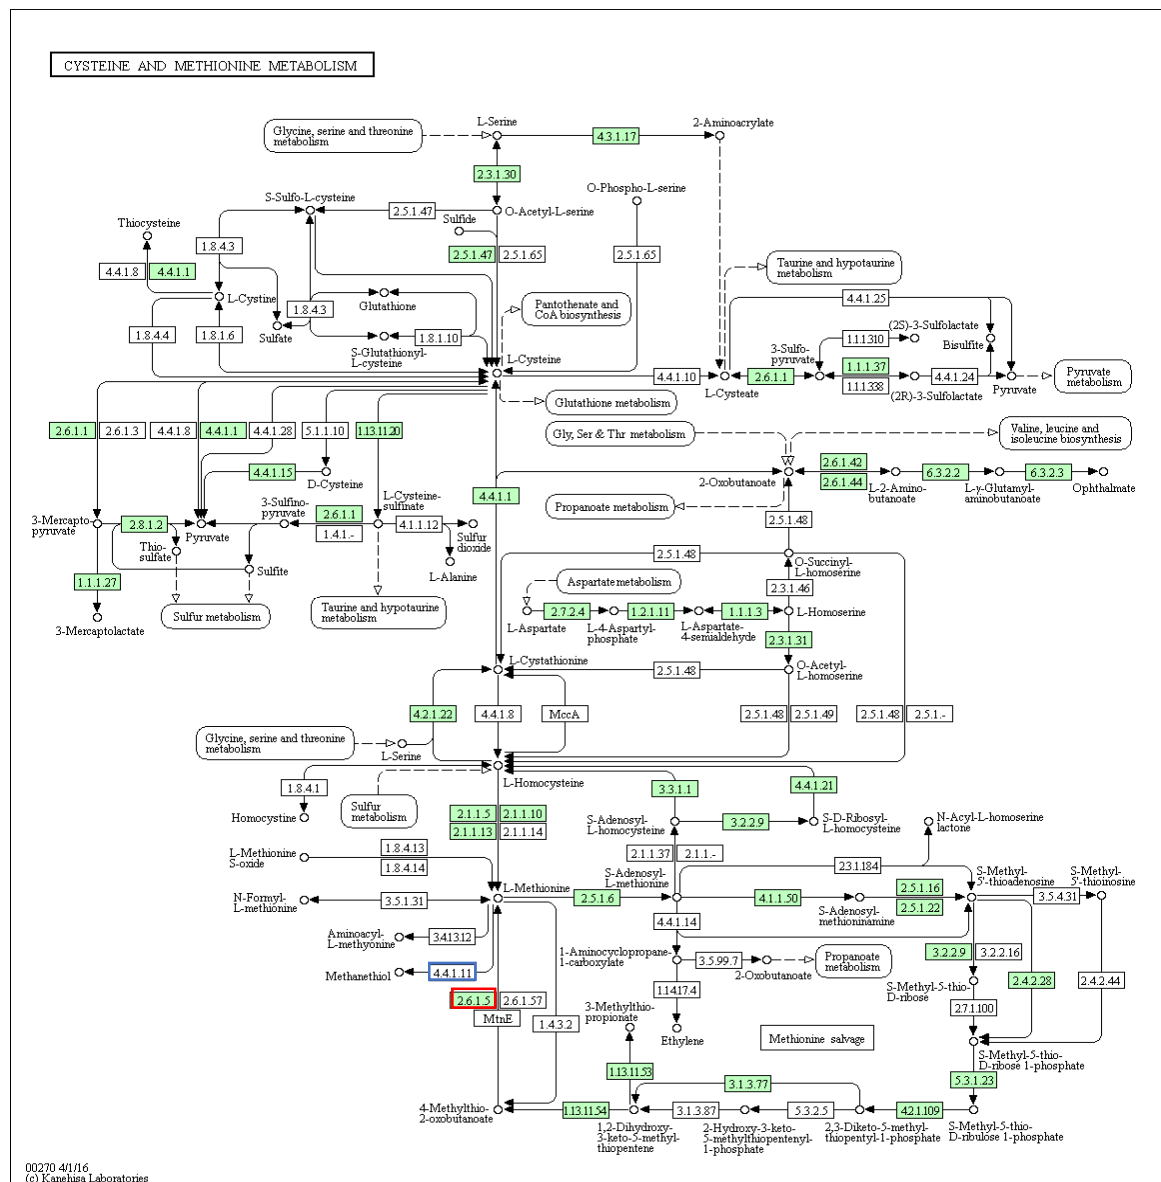 CYSTEINE AND METHIONINE METABOLISM
Glycine, serine and threonine
metabolism
L-Serine
4.3.1.17
2-Aminoacrylate
2.3.1.30
S-Sulfo-L-cysteine
2.5.1.47
O-Acetyl-L-serine
O-Phospho-L-serine
Thiocysteine
Sulfide
1.8.4.3
2.5.1.47
2.5.1.65
2.5.1.65
4.4.1.8
4.4.1.1
Taurine and hypotaurine
metabolism
L-Cystine
1.8.4.3
Glutathione
Pantothenate and
CoA biosynthesis
4.4.1.25
Sulfate
1.8.4.4
1.8.1.6
1.8.1.10
S-Glutathionyl-
L-cysteine
(2S)-3-Sulfolactate
1.1.1.310
Bisulfite
3-Sulfo-
pyruvate
L-Cysteine
4.4.1.10
L-Cysteate
2.6.1.1
1.1.1.37
1.1.1.338
(2R)-3-Sulfolactate
4.4.1.24
Pyruvate
Pyruvate
metabolism
Glutathione metabolism
2.6.1.1
2.6.1.3
4.4.1.8
4.4.1.1
4.4.1.28
5.1.1.10
1.13.11.20
Gly, Ser & Thr metabolism
Valine, leucine and
isoleucine biosynthesis
4.4.1.15
D-Cysteine
4.4.1.1
2-Oxobutanoate
2.6.1.42
2.6.1.44
L-2-Amino-
butanoate
6.3.2.2
L-γ-Glutamyl-
aminobutanoate
6.3.2.3
Ophthalmate
Propanoate metabolism
3-Mercapto-
pyruvate
2.8.1.2
Pyruvate
3-Sulfino-
pyruvate
2.6.1.1
1.4.1.-
L-Cysteine-
sulfinate
4.1.1.12
Sulfur
dioxide
L-Alanine
2.5.1.48
Thio-
sulfate
Sulfite
2.5.1.48
O-Succinyl-
L-homoserine
1.1.1.27
Aspartate metabolism
2.3.1.46
3-Mercaptolactate
Sulfur metabolism
Taurine and hypotaurine
metabolism
L-Aspartate
2.7.2.4
L-4-Aspartyl-
phosphate
1.2.1.11
L-Aspartate-
4-semialdehyde
1.1.1.3
L-Homoserine
2.3.1.31
L-Cystathionine
2.5.1.48
O-Acetyl-
L-homoserine
4.2.1.22
4.4.1.8
MccA
2.5.1.48
2.5.1.49
2.5.1.48
2.5.1.-
Glycine, serine and threonine
metabolism
L-Serine
L-Homocysteine
1.8.4.1
Homocystine
Sulfur
metabolism
2.1.1.5
2.1.1.10
2.1.1.13
2.1.1.14
3.3.1.1
4.4.1.21
S-Adenosyl-
L-homocysteine
3.2.2.9
S-D-Ribosyl-
L-homocysteine
N-Acyl-L-homoserine
lactone
L-Methionine
S-oxide
1.8.4.13
1.8.4.14
2.1.1.37
2.1.1.-
2.3.1.184
N-Formyl-
L-methionine
3.5.1.31
L-Methionine
2.5.1.6
S-Adenosyl-
L-methionine
4.1.1.50
S-Adenosyl-
methioninamine
2.5.1.16
2.5.1.22
S-Methyl-
5'-thioadenosine
3.5.4.31
S-Methyl-
5'-thioinosine
4.4.1.14
Aminoacyl-
L-methyonine
3.4.13.12
Methanethiol
4.4.1.11
1-Aminocyclopropane-
1-carboxylate
3.5.99.7
2-Oxobutanoate
Propanoate
metabolism
3.2.2.9
3.2.2.16
2.4.2.28
2.4.2.44
S-Methyl-5-thio-
D-ribose
1.14.17.4
2.6.1.5
2.6.1.57
MtnE
1.4.3.2
3-Methylthio-
propionate
Ethylene
2.7.1.100
Methionine salvage
S-Methyl-5-thio-
D-ribose 1-phosphate
1.13.11.53
3.1.3.77
5.3.1.23
4-Methylthio-
2-oxobutanoate
1.13.11.54
1,2-Dihydroxy-
3-keto-5-methyl-
thiopentene
3.1.3.87
2-Hydroxy-3-keto-
5-methylthiopentenyl-
1-phosphate
5.3.2.5
2,3-Diketo-5-methyl-
thiopentyl-1-phosphate
4.2.1.109
S-Methyl-5-thio-
D-ribulose 1-phosphate
00270 4/1/16
(c) Kanehisa Laboratories